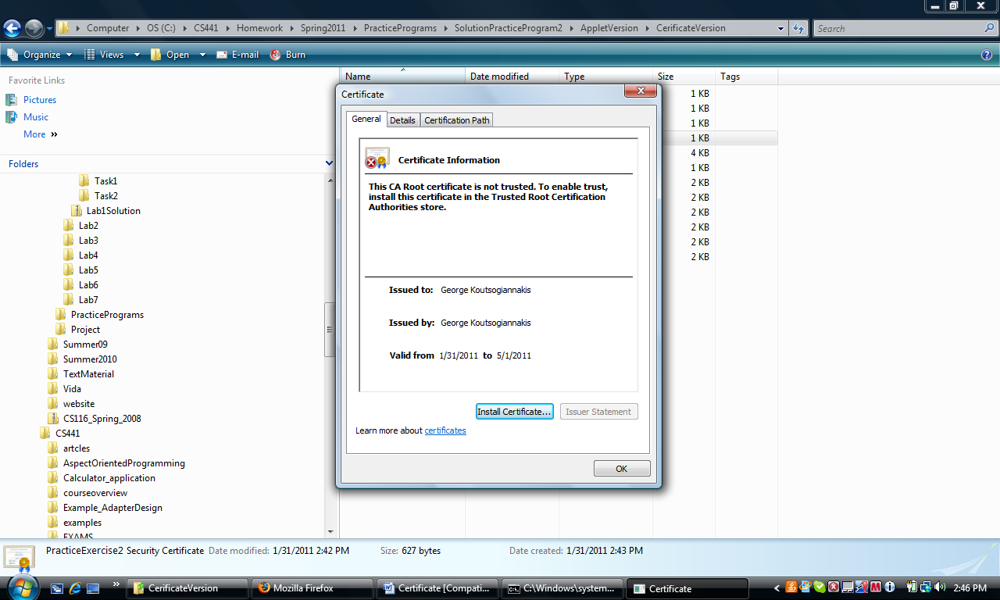 Computer OS (C:) CS441 Homework Spring2011 PracticePrograms SolutionPracticeProgram2 AppletVersion CerificateVersion
Search
Organize Views Open E-mail Burn
Favorite Links
Pictures
Music
More »
Folders
Task1
Task2
Lab1Solution
Lab2
Lab3
Lab4
Lab5
Lab6
Lab7
PracticePrograms
Project
Summer09
Summer2010
TextMaterial
Vida
website
CS116_Spring_2008
CS441
artcles
AspectOrientedProgramming
Calculator_application
courseoverview
Example_AdapterDesign
examples
EXAMS
Name Date modified Type Size Tags
1 KB
1 KB
1 KB
1 KB
4 KB
1 KB
2 KB
2 KB
2 KB
2 KB
2 KB
2 KB
Certificate
General Details Certification Path
Certificate Information
This CA Root certificate is not trusted. To enable trust,
install this certificate in the Trusted Root Certification
Authorities store.
Issued to: George Koutsogiannakis
Issued by: George Koutsogiannakis
Valid from 1/31/2011 to 5/1/2011
Install Certificate... Issuer Statement
Learn more about certificates
OK
PracticeExercise2 Security Certificate Date modified: 1/31/2011 2:42 PM Size: 627 bytes Date created: 1/31/2011 2:43 PM
» CerificateVersion Mozilla Firefox Certificate [Compati... C:\Windows\system... Certificate < 2:46 PM